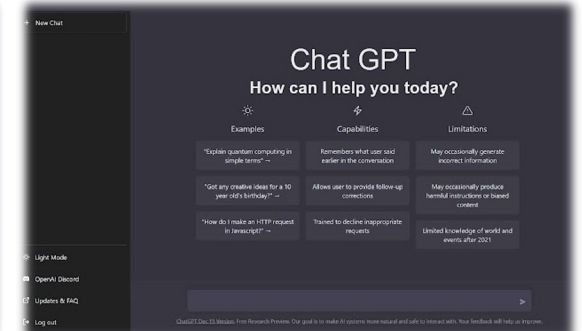 New Chat
Chat GPT
How can I help you today?
Examples
Capabilities
Limitations
"Explain quantum computing in
simple terms" →
Remembers what user said
earlier in the conversation
May occasionally generate
incorrect information
"Got any creative ideas for a 10
year old's birthday?" →
Allows user to provide follow-up
corrections
May occasionally produce
harmful instructions or biased
content
"How do I make an HTTP request
in Javascript?" →
Trained to decline inappropriate
requests
Limited knowledge of world and
events after 2021
Light Mode
OpenAI Discord
Updates & FAQ
Log out
ChatGPT Dec 15 Version. Free Research Preview. Our goal is to make AI systems more natural and safe to interact with. Your feedback will help us improve.